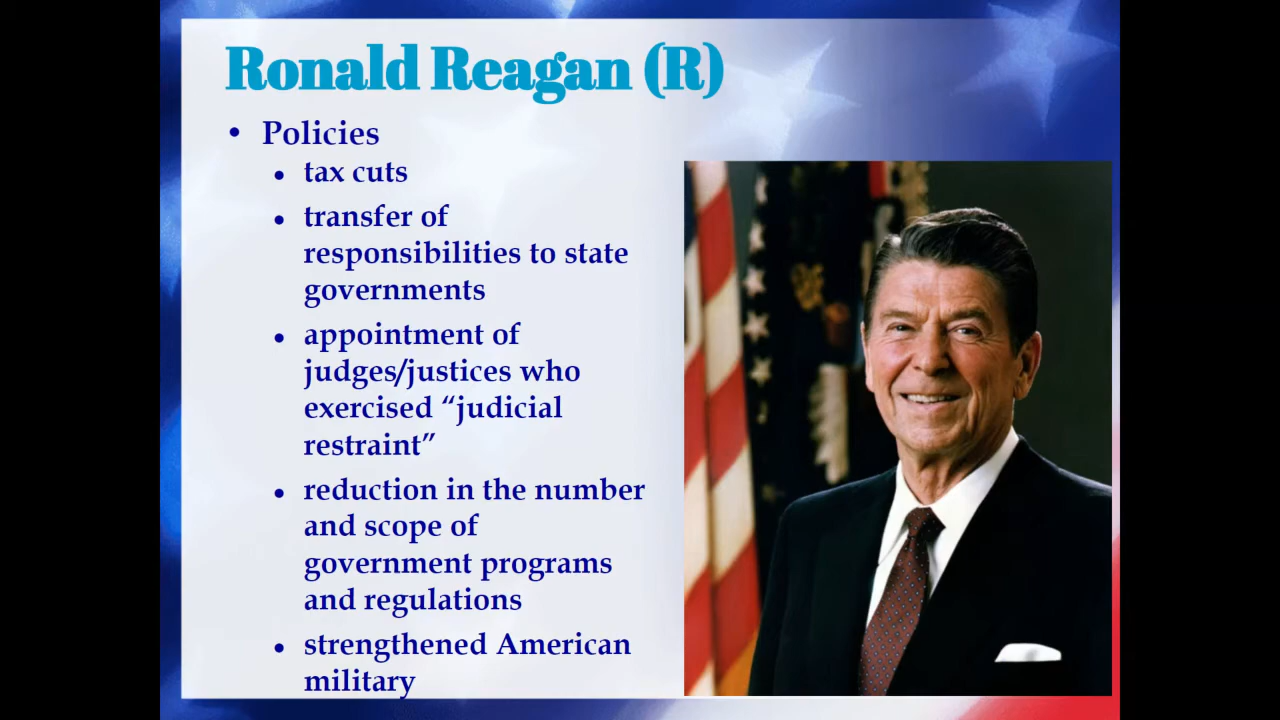 Ronald Reagan (R)
• Policies
• tax cuts
• transfer of
responsibilities to state
governments
• appointment of
judges/justices who
exercised “judicial
restraint”
• reduction in the number
and scope of
government programs
and regulations
• strengthened American
military